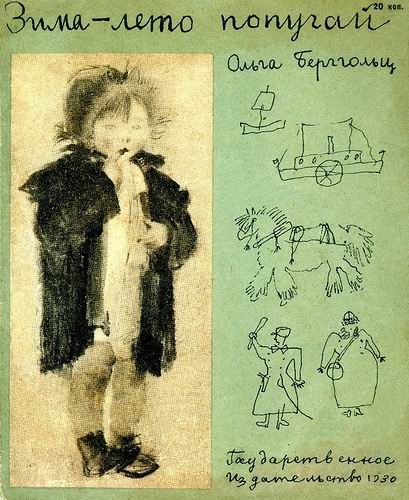 Зима-лето попугай
20 коп.
Ольга Берггольц
Государственное
Издательство 1930